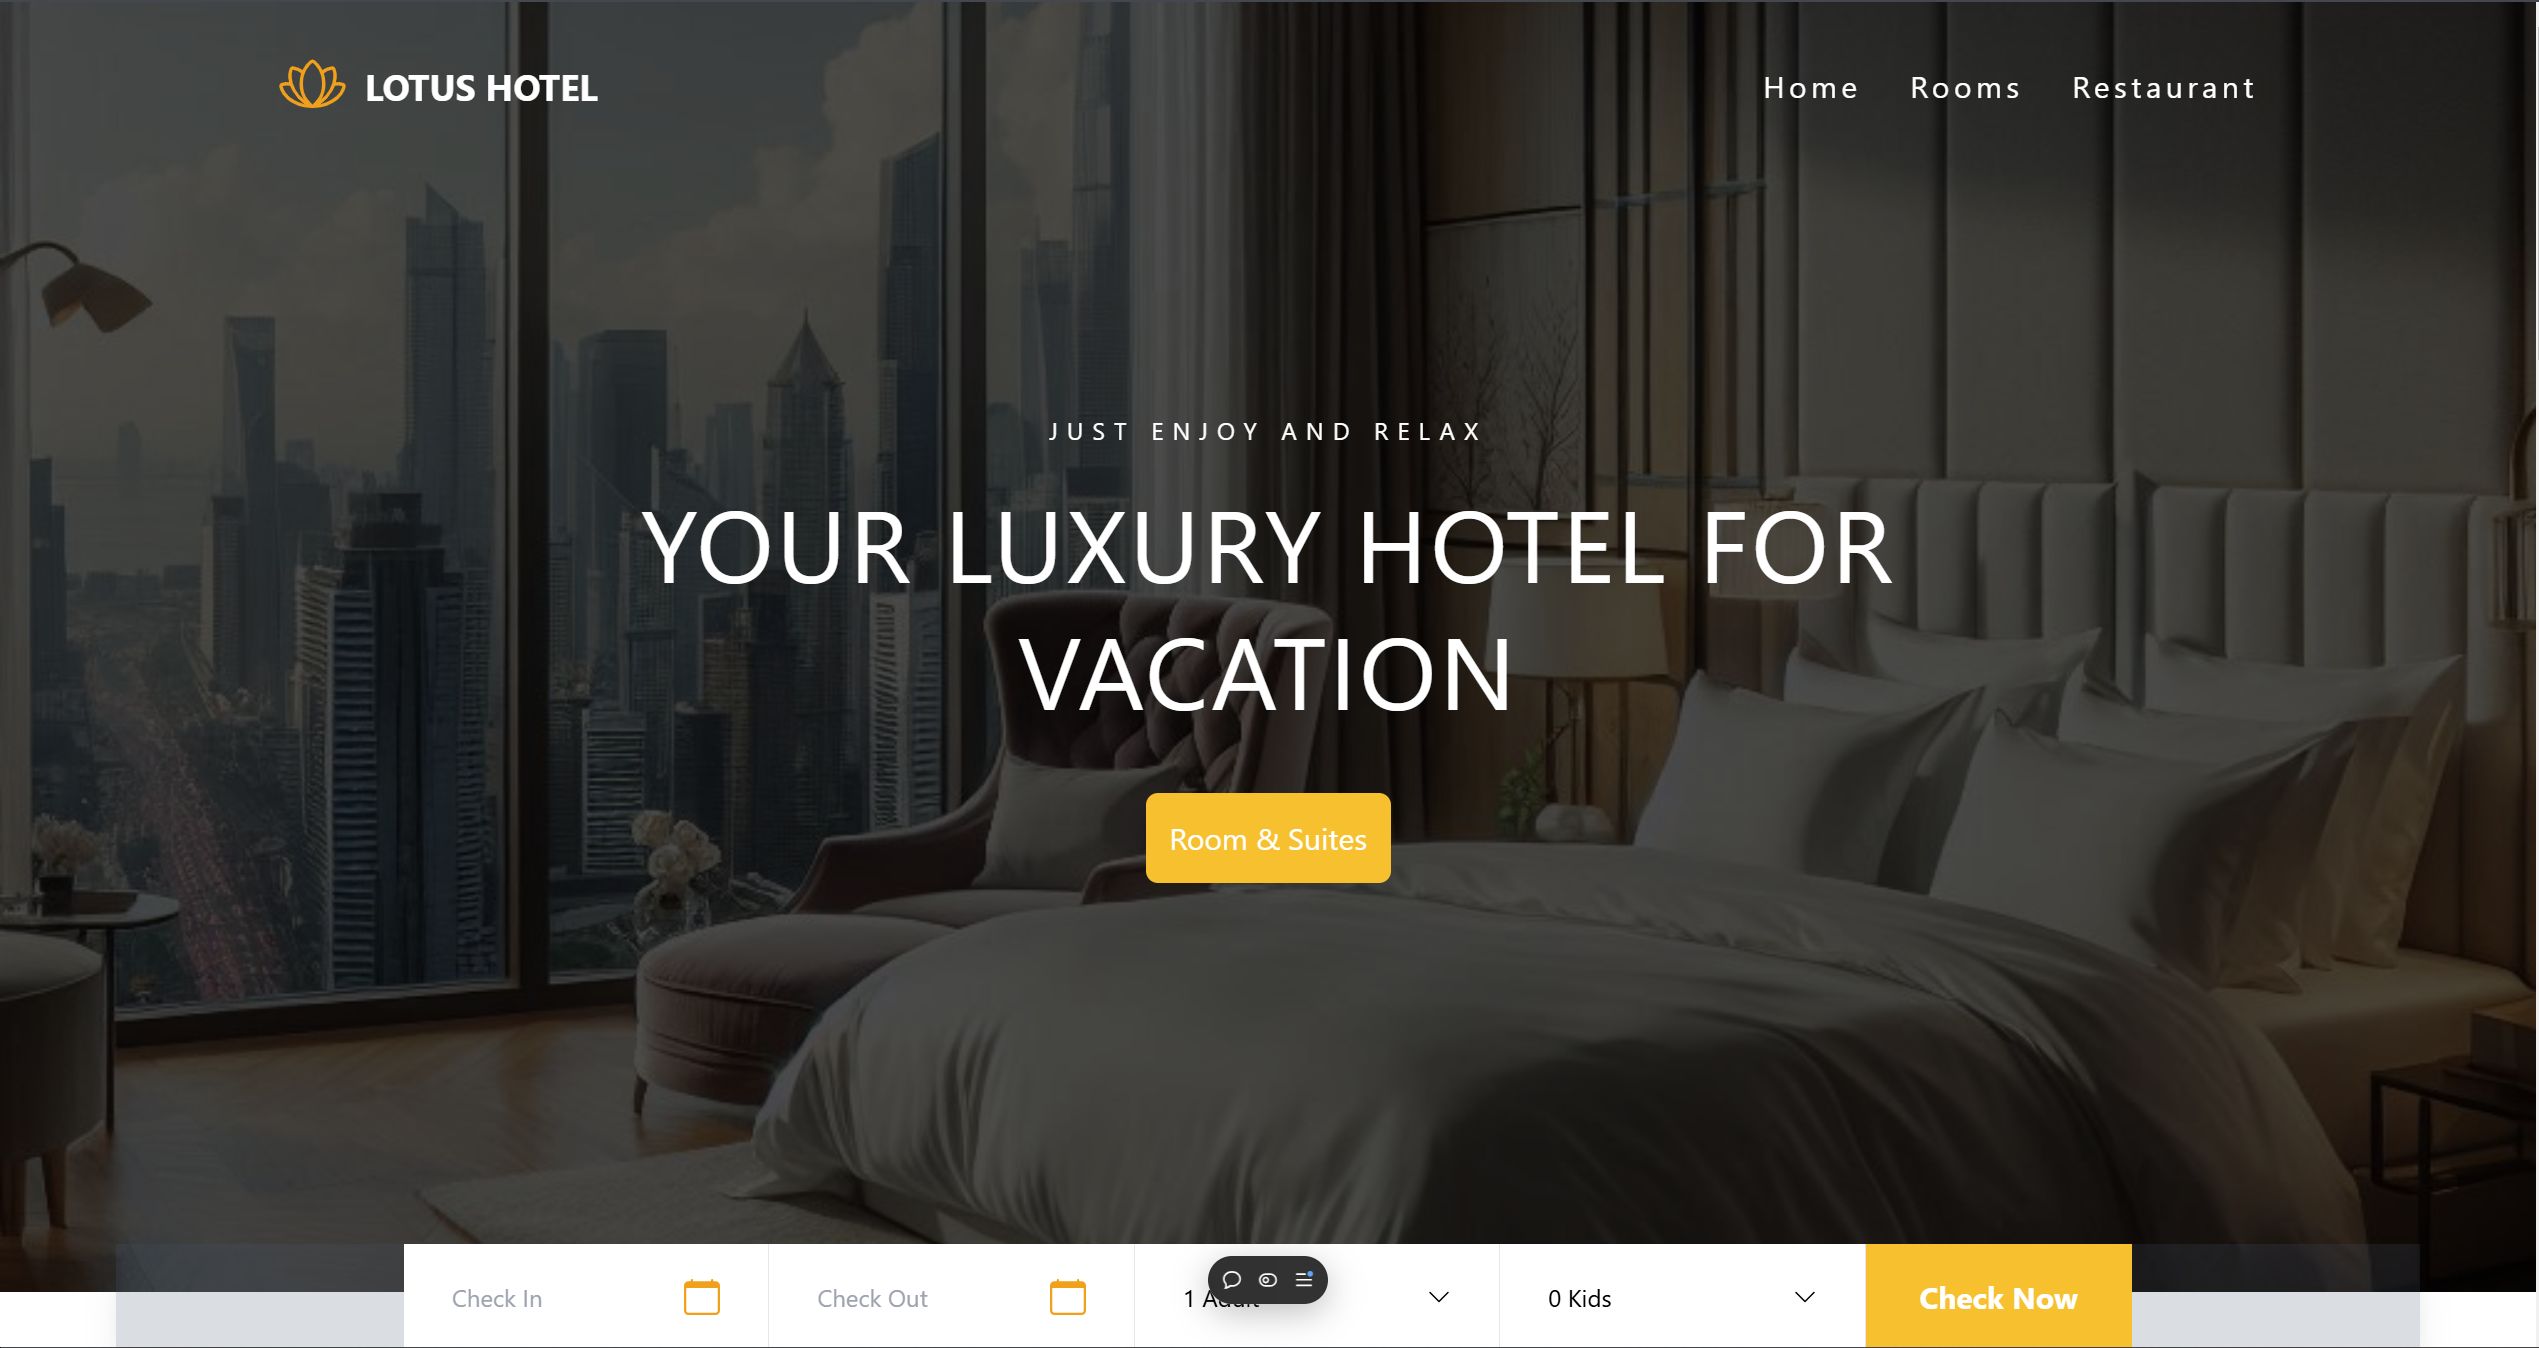 LOTUS HOTEL
Home Rooms Restaurant
JUST ENJOY AND RELAX
YOUR LUXURY HOTEL FOR
VACATION
Room & Suites
Check In Check Out 1 Adult 0 Kids Check Now